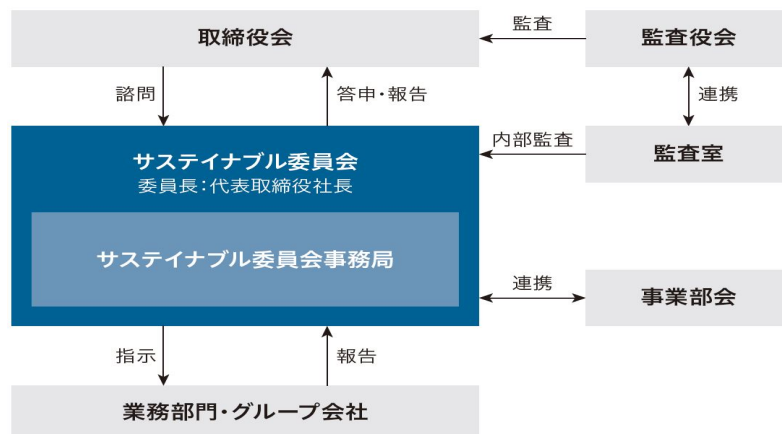 取締役会
監査
監査役会
諮問
答申・報告
連携
サステイナブル委員会
委員長：代表取締役社長
内部監査
監査室
サステイナブル委員会事務局
連携
事業部会
指示
報告
業務部門・グループ会社